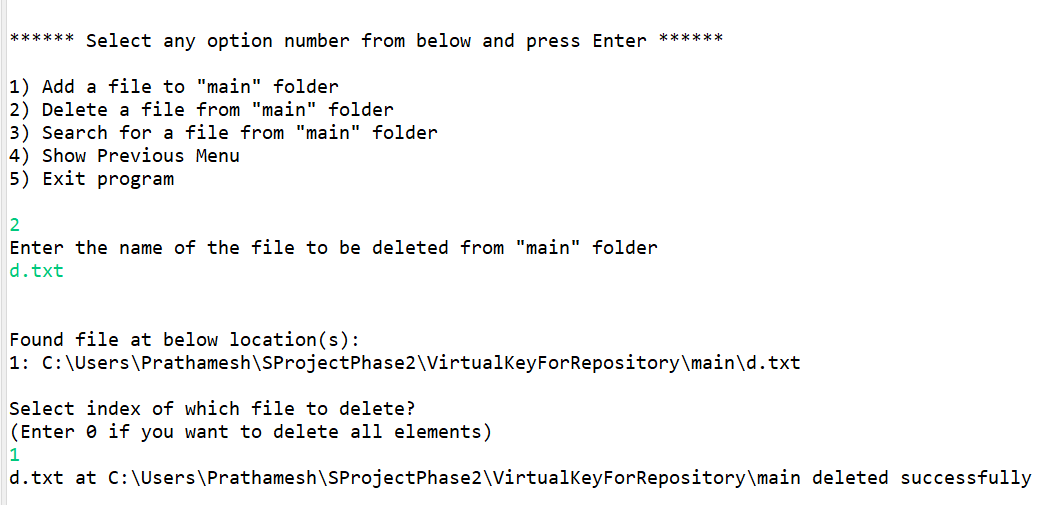 ****** Select any option number from below and press Enter ******
1) Add a file to "main" folder
2) Delete a file from "main" folder
3) Search for a file from "main" folder
4) Show Previous Menu
5) Exit program
2
Enter the name of the file to be deleted from "main" folder
d.txt
Found file at below location(s):
1: C:\Users\Prathamesh\SProjectPhase2\VirtualKeyForRepository\main\d.txt
Select index of which file to delete?
(Enter 0 if you want to delete all elements)
1
d.txt at C:\Users\Prathamesh\SProjectPhase2\VirtualKeyForRepository\main deleted successfully